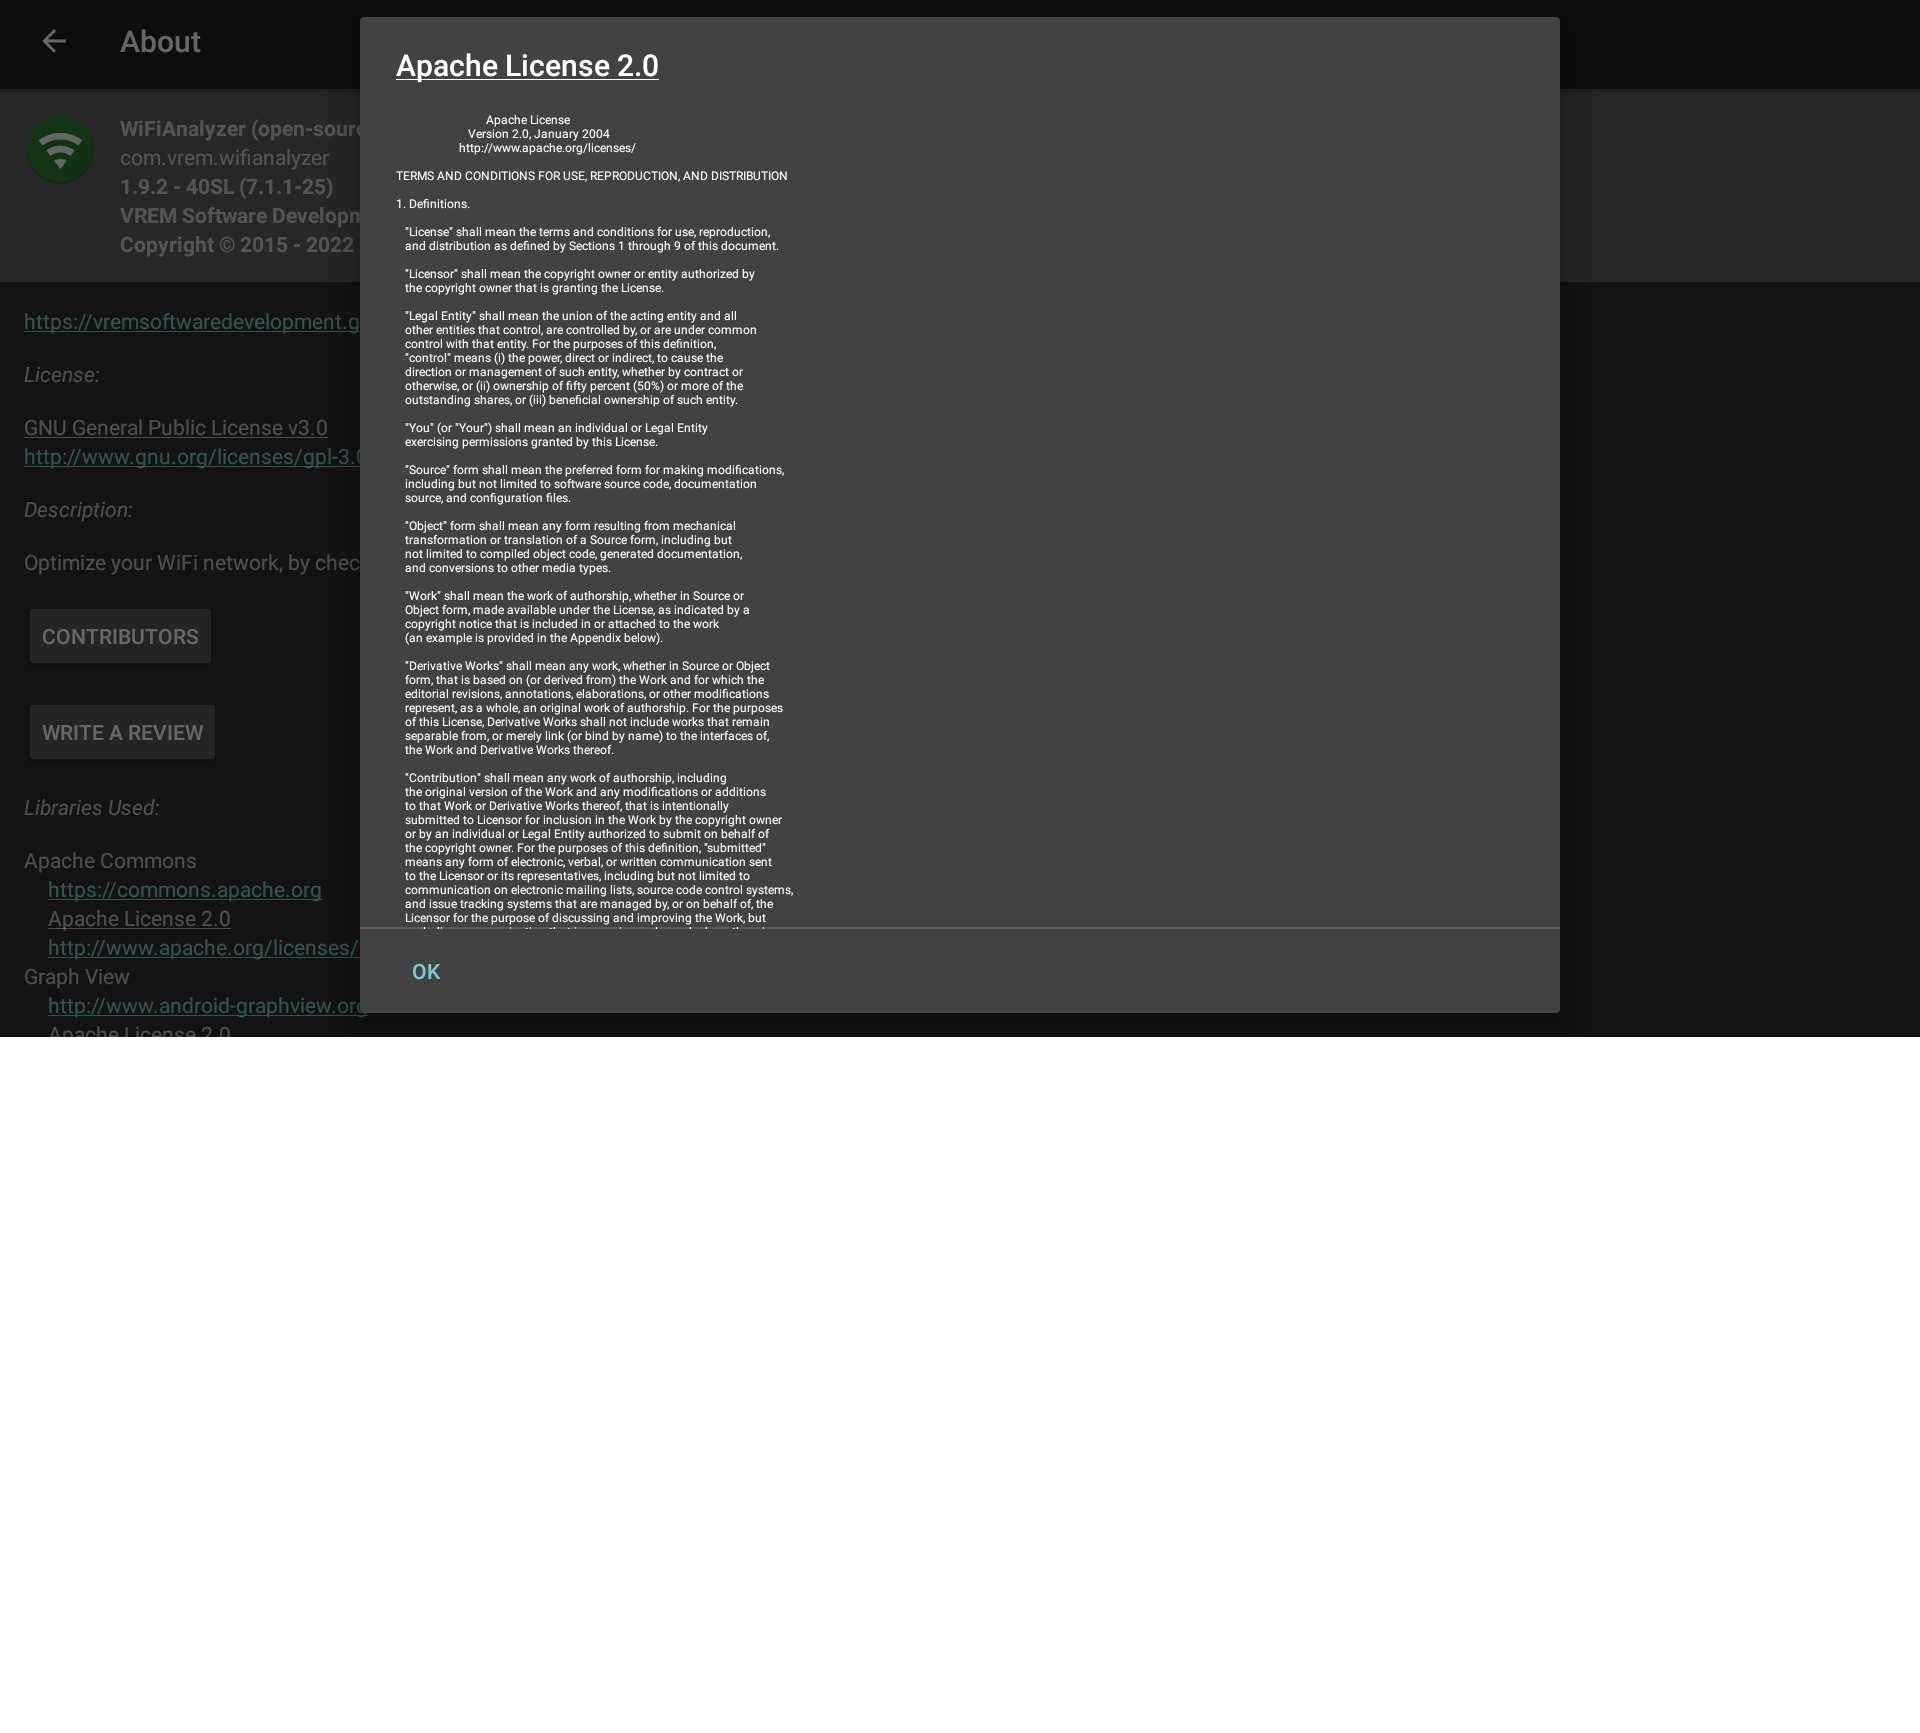 About
WiFiAnalyzer (open-sour
com.vrem.wifianalyzer
1.9.2 - 40SL (7.1.1-25)
VREM Software Developm
Copyright © 2015 - 2022
https://vremsoftwaredevelopment.g
License:
GNU General Public License v3.0
http://www.gnu.org/licenses/gpl-3.0
Description:
Optimize your WiFi network, by chec
CONTRIBUTORS
WRITE A REVIEW
Libraries Used:
Apache Commons
https://commons.apache.org
Apache License 2.0
http://www.apache.org/licenses/
Graph View
http://www.android-graphview.org
Apache License 2.0
Apache License 2.0
Apache License
Version 2.0, January 2004
http://www.apache.org/licenses/
TERMS AND CONDITIONS FOR USE, REPRODUCTION, AND DISTRIBUTION
1. Definitions.
"License" shall mean the terms and conditions for use, reproduction,
and distribution as defined by Sections 1 through 9 of this document.
"Licensor" shall mean the copyright owner or entity authorized by
the copyright owner that is granting the License.
"Legal Entity" shall mean the union of the acting entity and all
other entities that control, are controlled by, or are under common
control with that entity. For the purposes of this definition,
"control" means (i) the power, direct or indirect, to cause the
direction or management of such entity, whether by contract or
otherwise, or (ii) ownership of fifty percent (50%) or more of the
outstanding shares, or (iii) beneficial ownership of such entity.
"You" (or "Your") shall mean an individual or Legal Entity
exercising permissions granted by this License.
"Source" form shall mean the preferred form for making modifications,
including but not limited to software source code, documentation
source, and configuration files.
"Object" form shall mean any form resulting from mechanical
transformation or translation of a Source form, including but
not limited to compiled object code, generated documentation,
and conversions to other media types.
"Work" shall mean the work of authorship, whether in Source or
Object form, made available under the License, as indicated by a
copyright notice that is included in or attached to the work
(an example is provided in the Appendix below).
"Derivative Works" shall mean any work, whether in Source or Object
form, that is based on (or derived from) the Work and for which the
editorial revisions, annotations, elaborations, or other modifications
represent, as a whole, an original work of authorship. For the purposes
of this License, Derivative Works shall not include works that remain
separable from, or merely link (or bind by name) to the interfaces of,
the Work and Derivative Works thereof.
"Contribution" shall mean any work of authorship, including
the original version of the Work and any modifications or additions
to that Work or Derivative Works thereof, that is intentionally
submitted to Licensor for inclusion in the Work by the copyright owner
or by an individual or Legal Entity authorized to submit on behalf of
the copyright owner. For the purposes of this definition, "submitted"
means any form of electronic, verbal, or written communication sent
to the Licensor or its representatives, including but not limited to
communication on electronic mailing lists, source code control systems,
and issue tracking systems that are managed by, or on behalf of, the
Licensor for the purpose of discussing and improving the Work, but
OK